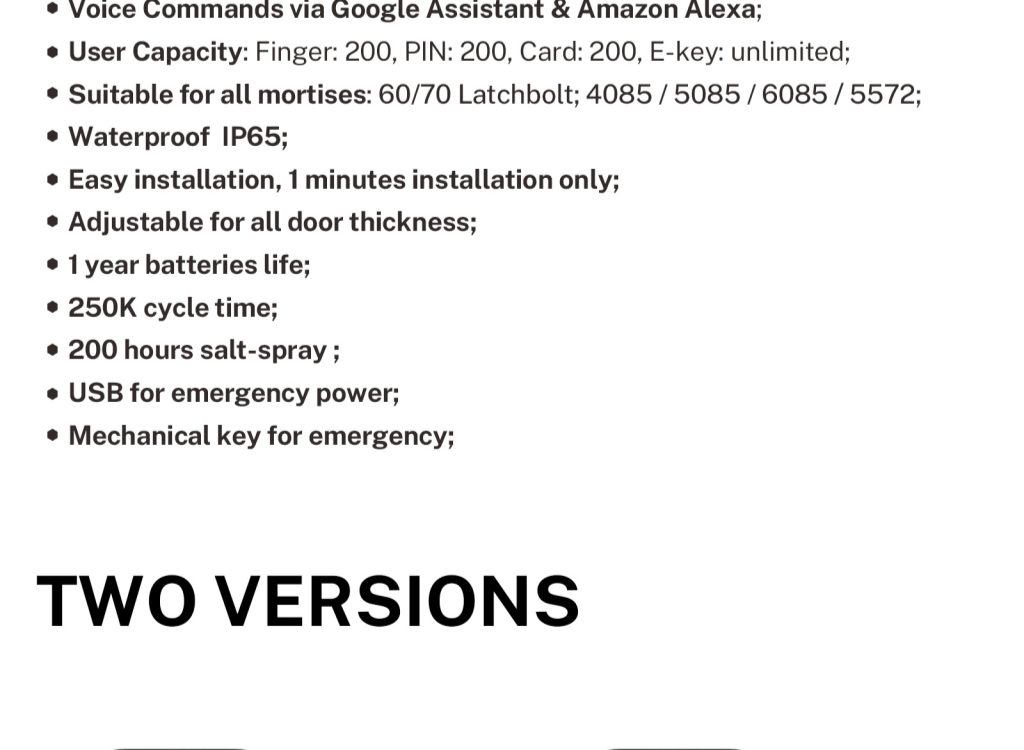 • Voice Commands via Google Assistant & Amazon Alexa;
• User Capacity: Finger: 200, PIN: 200, Card: 200, E-key: unlimited;
• Suitable for all mortises: 60/70 Latchbolt; 4085 / 5085 / 6085 / 5572;
• Waterproof IP65;
• Easy installation, 1 minutes installation only;
• Adjustable for all door thickness;
• 1 year batteries life;
• 250K cycle time;
• 200 hours salt-spray ;
• USB for emergency power;
• Mechanical key for emergency;
TWO VERSIONS